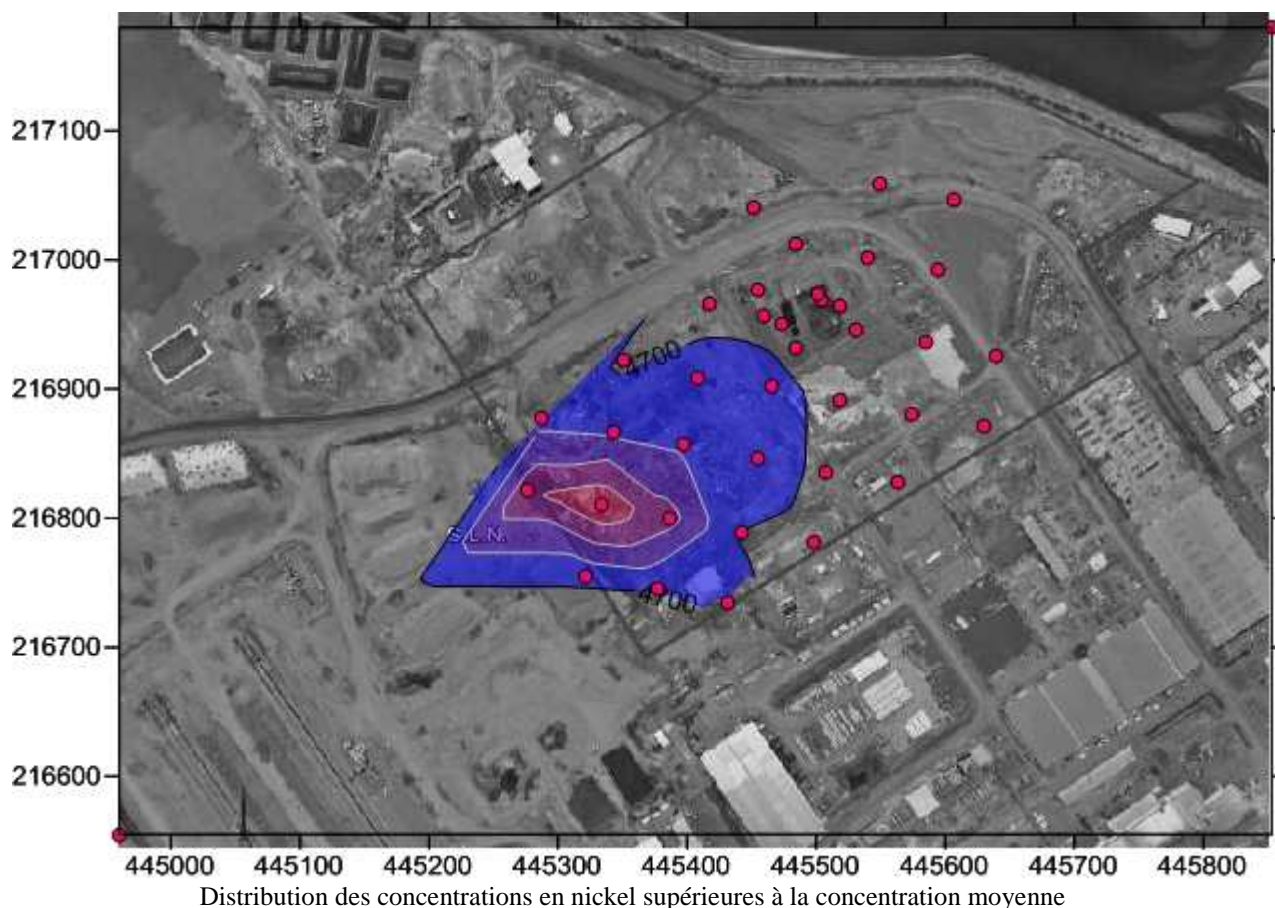 217100
217000
216900
216800
216700
216600
4700
S.L.N.
4700
445000 445100 445200 445300 445400 445500 445600 445700 445800
Distribution des concentrations en nickel supérieures à la concentration moyenne